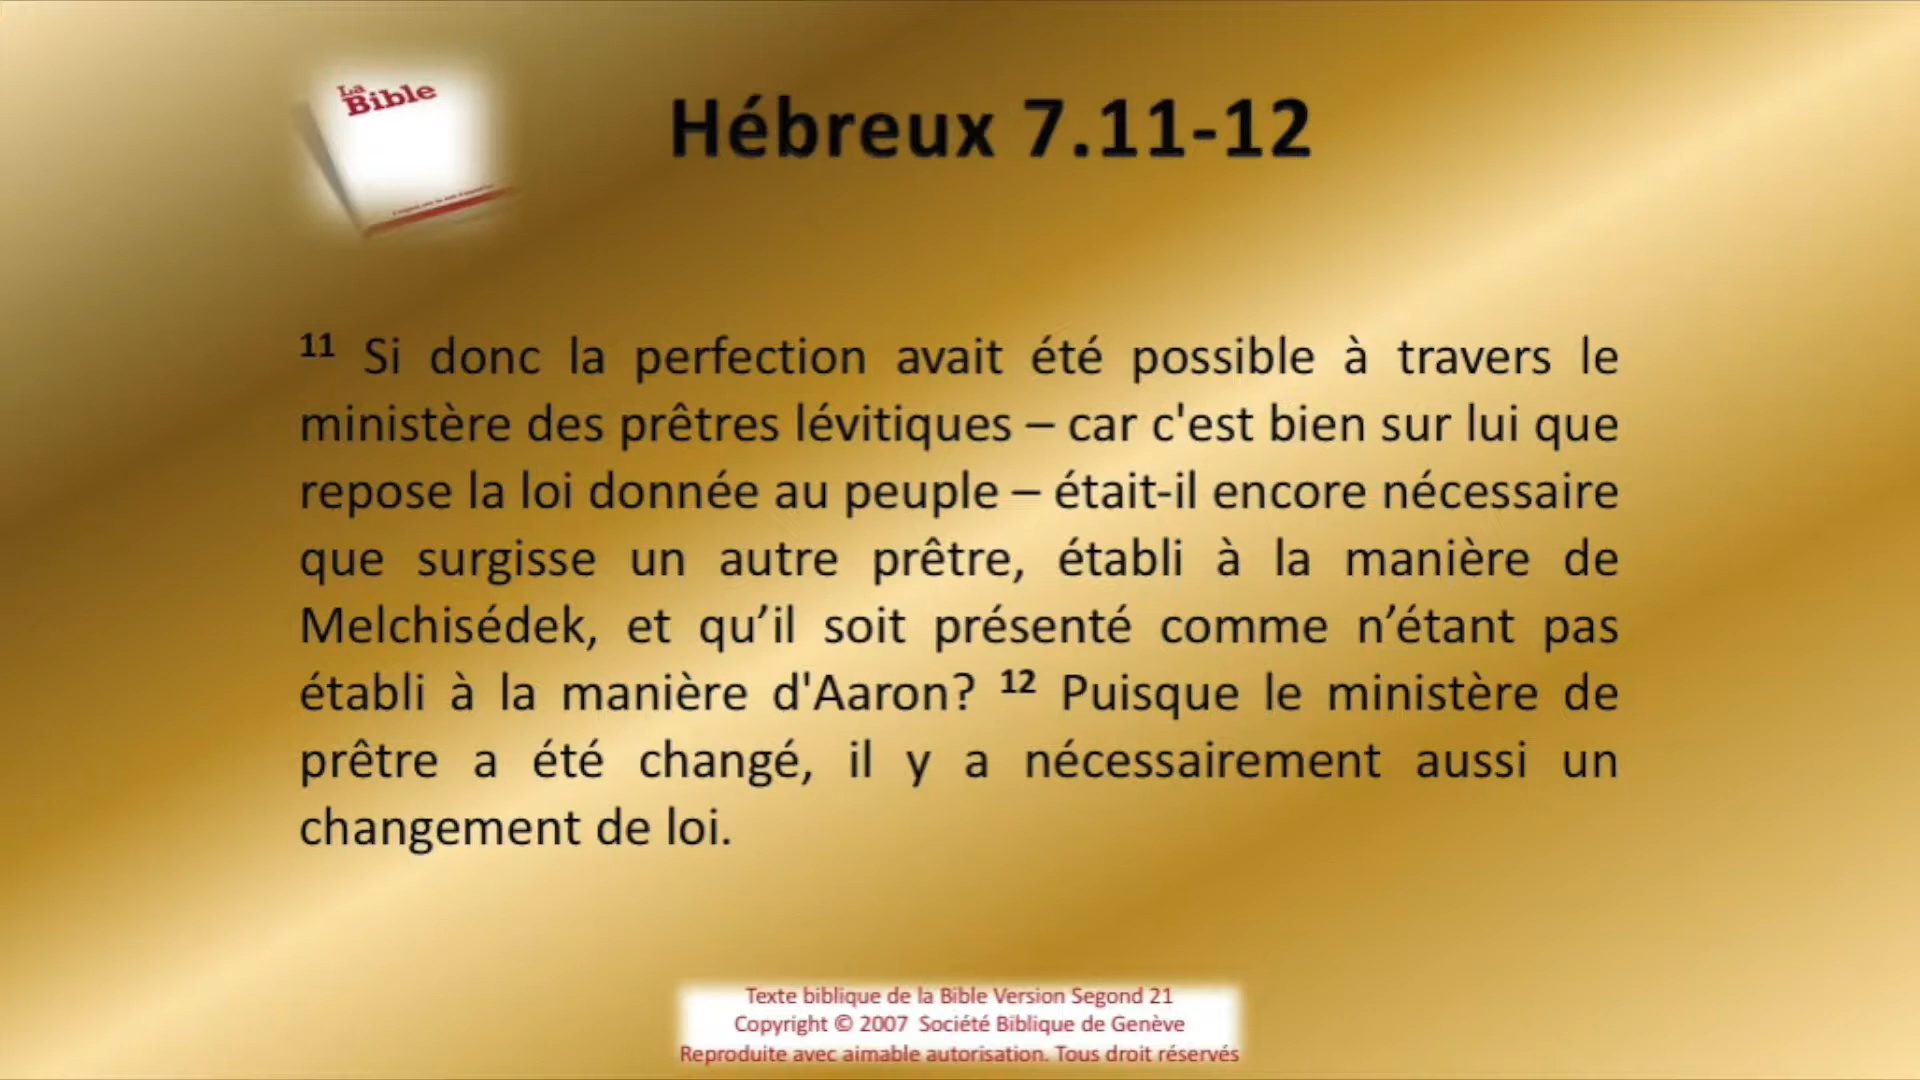 La
Bible
Hébreux 7.11-12
11 Si donc la perfection avait été possible à travers le
ministère des prêtres lévitiques – car c'est bien sur lui que
repose la loi donnée au peuple – était-il encore nécessaire
que surgisse un autre prêtre, établi à la manière de
Melchisédek, et qu’il soit présenté comme n’étant pas
établi à la manière d'Aaron? 12 Puisque le ministère de
prêtre a été changé, il y a nécessairement aussi un
changement de loi.
Texte biblique de la Bible Version Segond 21
Copyright © 2007 Société Biblique de Genève
Reproduite avec aimable autorisation. Tous droit réservés